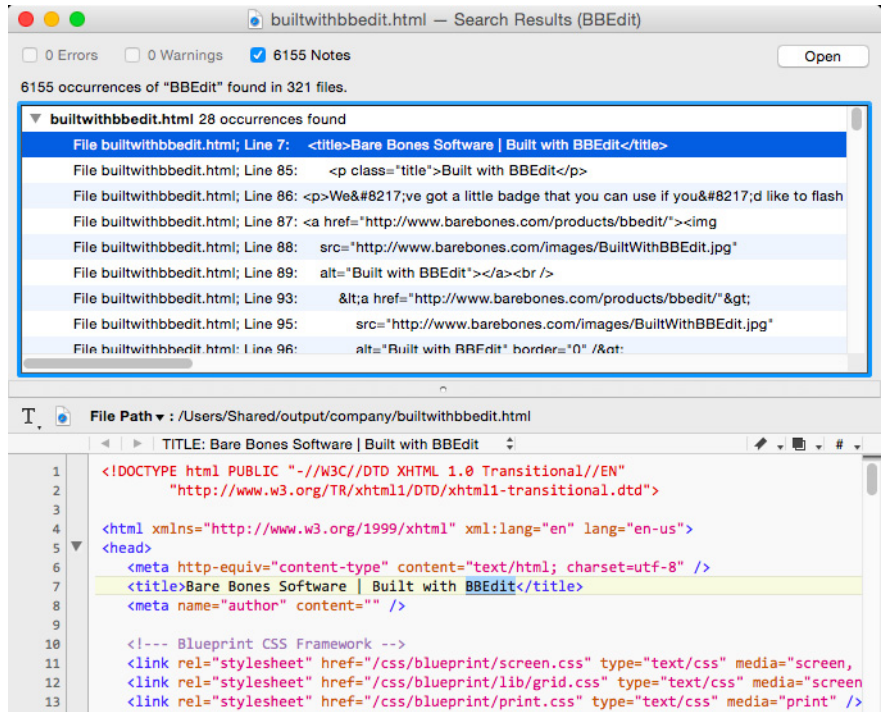 builtwithbbedit.html — Search Results (BBEdit)
0 Errors 0 Warnings 6155 Notes Open
6155 occurrences of “BBEdit” found in 321 files.
builtwithbbedit.html 28 occurrences found
File builtwithbbedit.html; Line 7: <title>Bare Bones Software | Built with BBEdit</title>
File builtwithbbedit.html; Line 85: <p class="title">Built with BBEdit</p>
File builtwithbbedit.html; Line 86: <p>We&#8217;ve got a little badge that you can use if you&#8217;d like to flash
File builtwithbbedit.html; Line 87: <a href="http://www.barebones.com/products/bbedit/"><img
File builtwithbbedit.html; Line 88: src="http://www.barebones.com/images/BuiltWithBBEdit.jpg"
File builtwithbbedit.html; Line 89: alt="Built with BBEdit"></a><br />
File builtwithbbedit.html; Line 93: &lt;a href="http://www.barebones.com/products/bbedit/"&gt;
File builtwithbbedit.html; Line 95: src="http://www.barebones.com/images/BuiltWithBBEdit.jpg"
File builtwithbbedit.html; Line 96: alt="Built with BBEdit" border="0" /&gt;
T File Path : /Users/Shared/output/company/builtwithbbedit.html
TITLE: Bare Bones Software | Built with BBEdit #
1 <!DOCTYPE html PUBLIC "-//W3C//DTD XHTML 1.0 Transitional//EN"
2 "http://www.w3.org/TR/xhtml1/DTD/xhtml1-transitional.dtd">
3
4 <html xmlns="http://www.w3.org/1999/xhtml" xml:lang="en" lang="en-us">
5 <head>
6 <meta http-equiv="content-type" content="text/html; charset=utf-8" />
7 <title>Bare Bones Software | Built with BBEdit</title>
8 <meta name="author" content="" />
9
10 <!--- Blueprint CSS Framework -->
11 <link rel="stylesheet" href="/css/blueprint/screen.css" type="text/css" media="screen,
12 <link rel="stylesheet" href="/css/blueprint/lib/grid.css" type="text/css" media="screen
13 <link rel="stylesheet" href="/css/blueprint/print.css" type="text/css" media="print" />